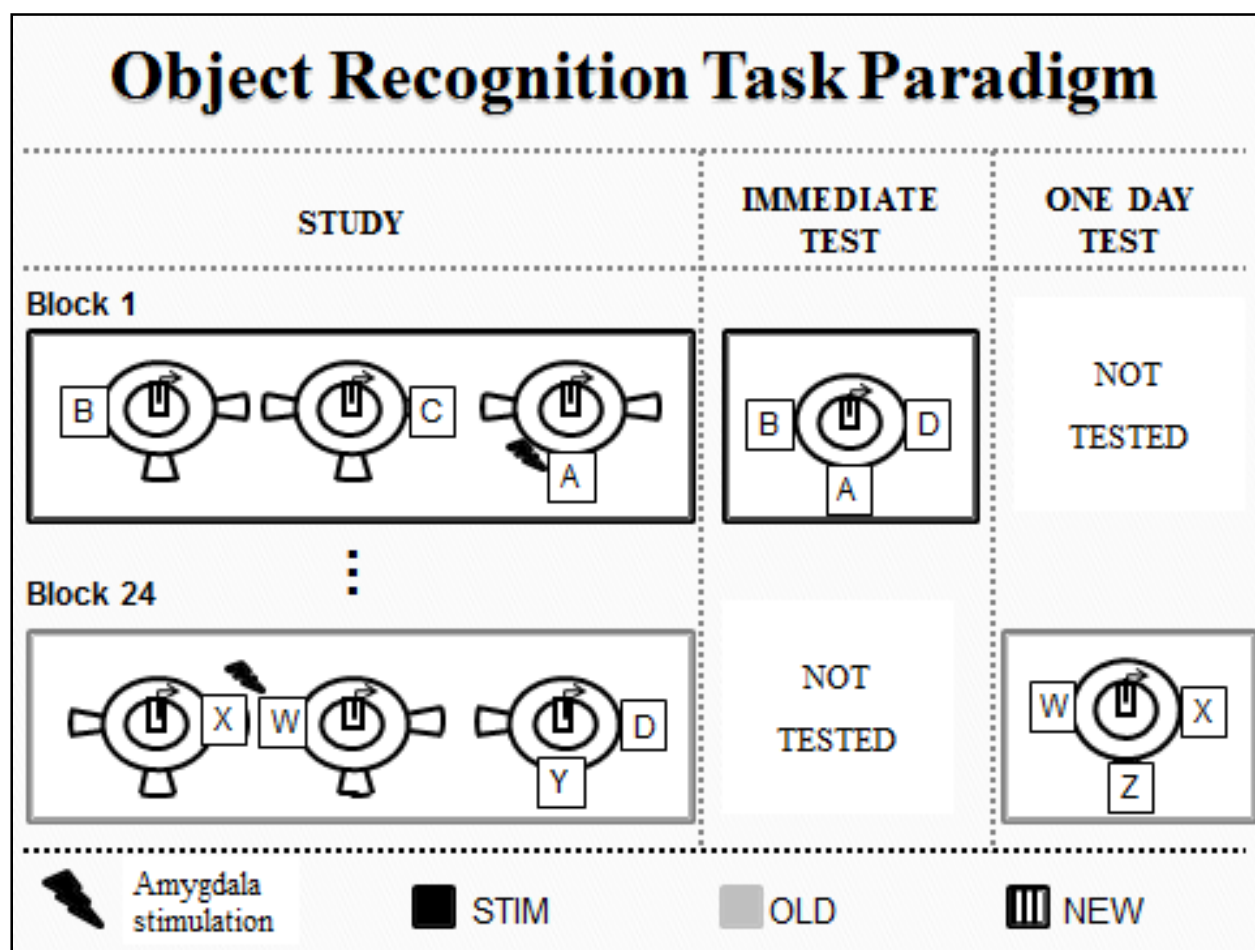 Object Recognition Task Paradigm
STUDY
IMMEDIATE
TEST
ONE DAY
TEST
Block 1
B
C
A
B
D
A
NOT
TESTED
Block 24
X
W
D
Y
NOT
TESTED
W
X
Z
Amygdala
stimulation
STIM
OLD
NEW